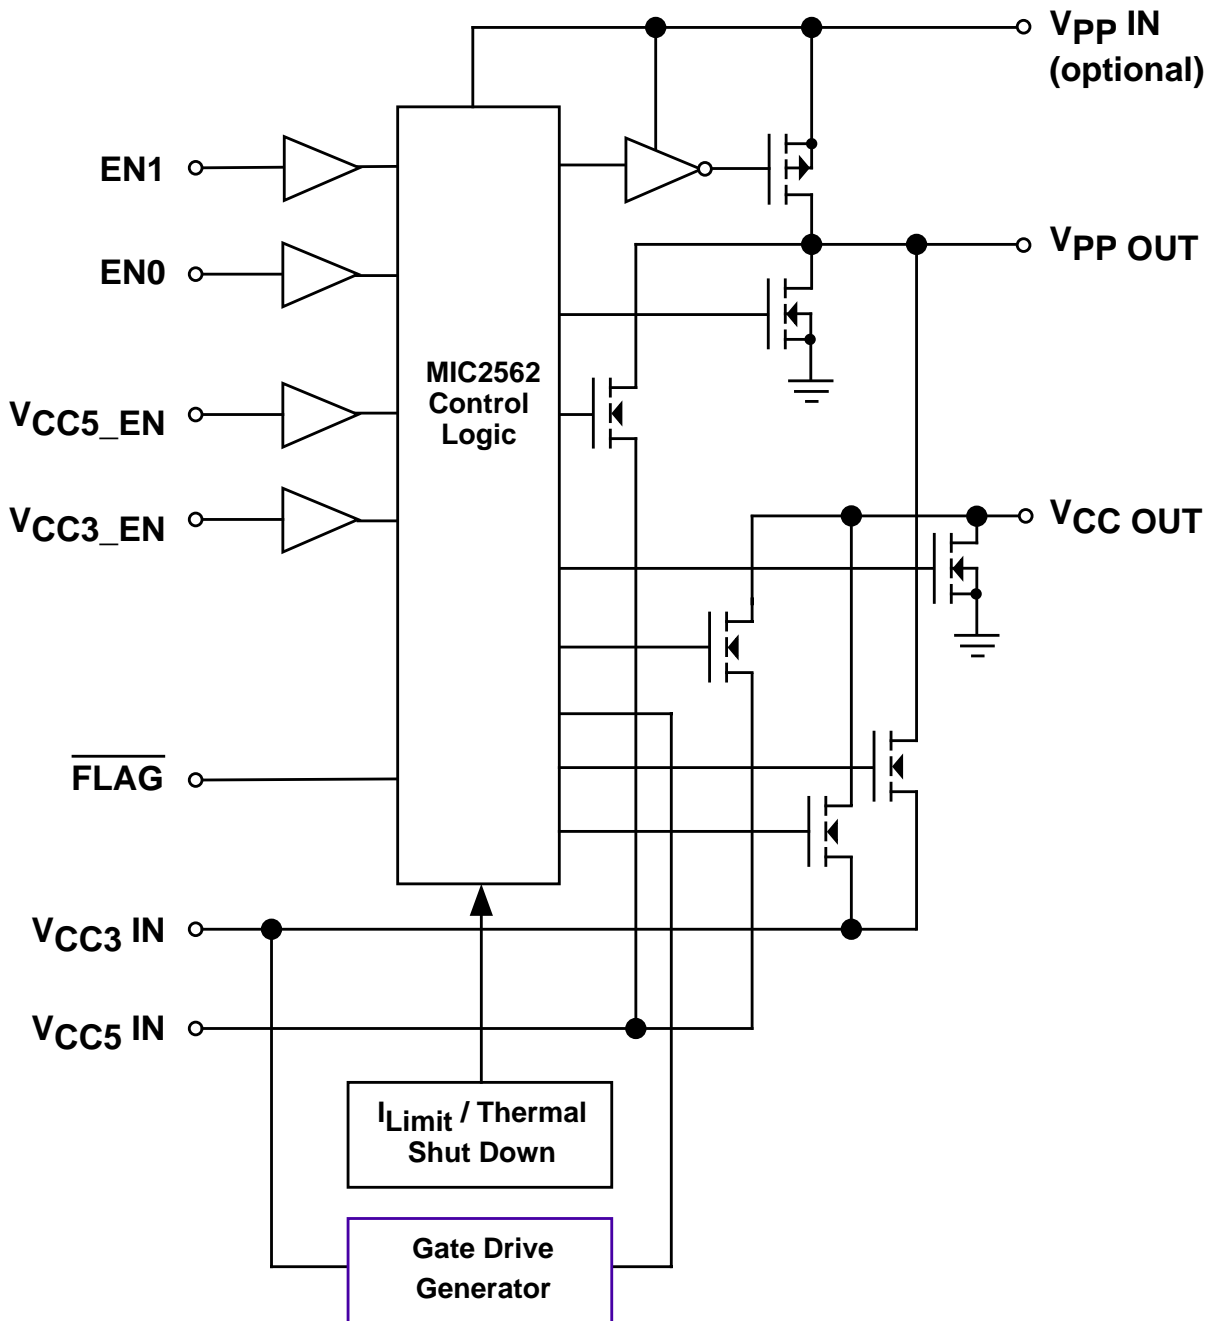 VPP IN
(optional)
EN1
EN0
VPP OUT
MIC2562
Control
Logic
VCC5_EN
VCC3_EN
VCC OUT
FLAG
VCC3 IN
VCC5 IN
ILimit / Thermal
Shut Down
Gate Drive
Generator